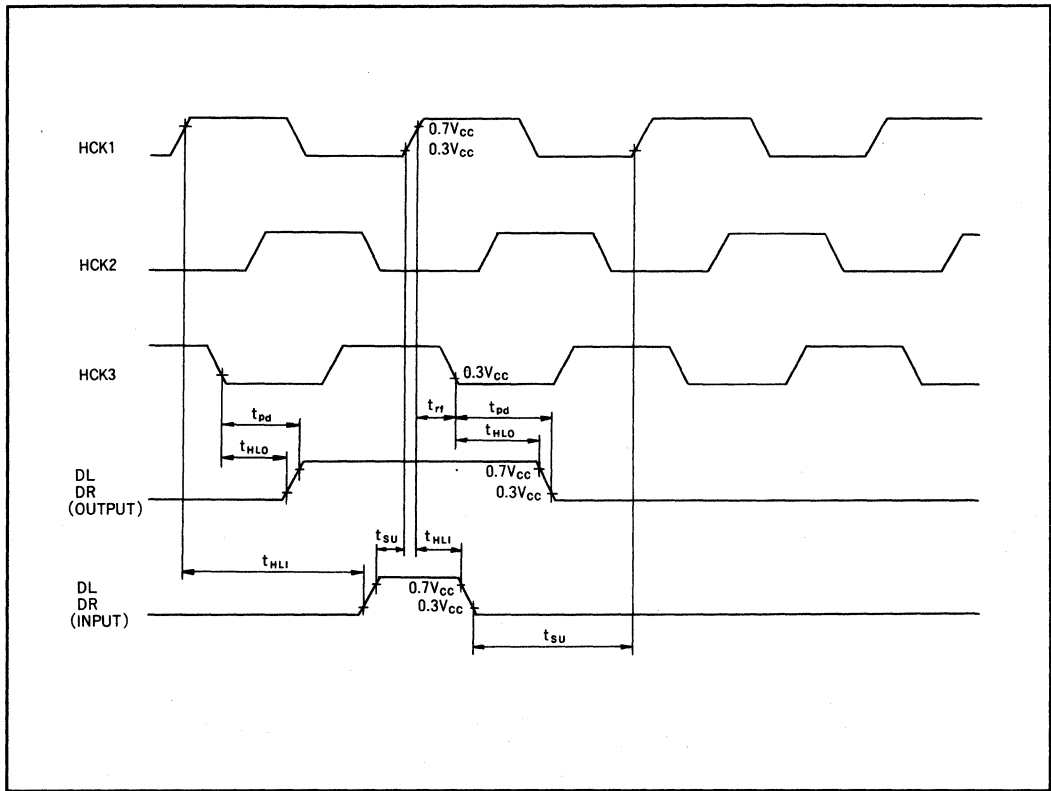 HCK1
0.7Vcc
0.3Vcc
HCK2
HCK3
0.3Vcc
tpd
trf
tpd
tHLO
tHLO
DL
DR
(OUTPUT)
0.7Vcc
0.3Vcc
tSU
tHLI
tHLI
DL
DR
(INPUT)
0.7Vcc
0.3Vcc
tSU